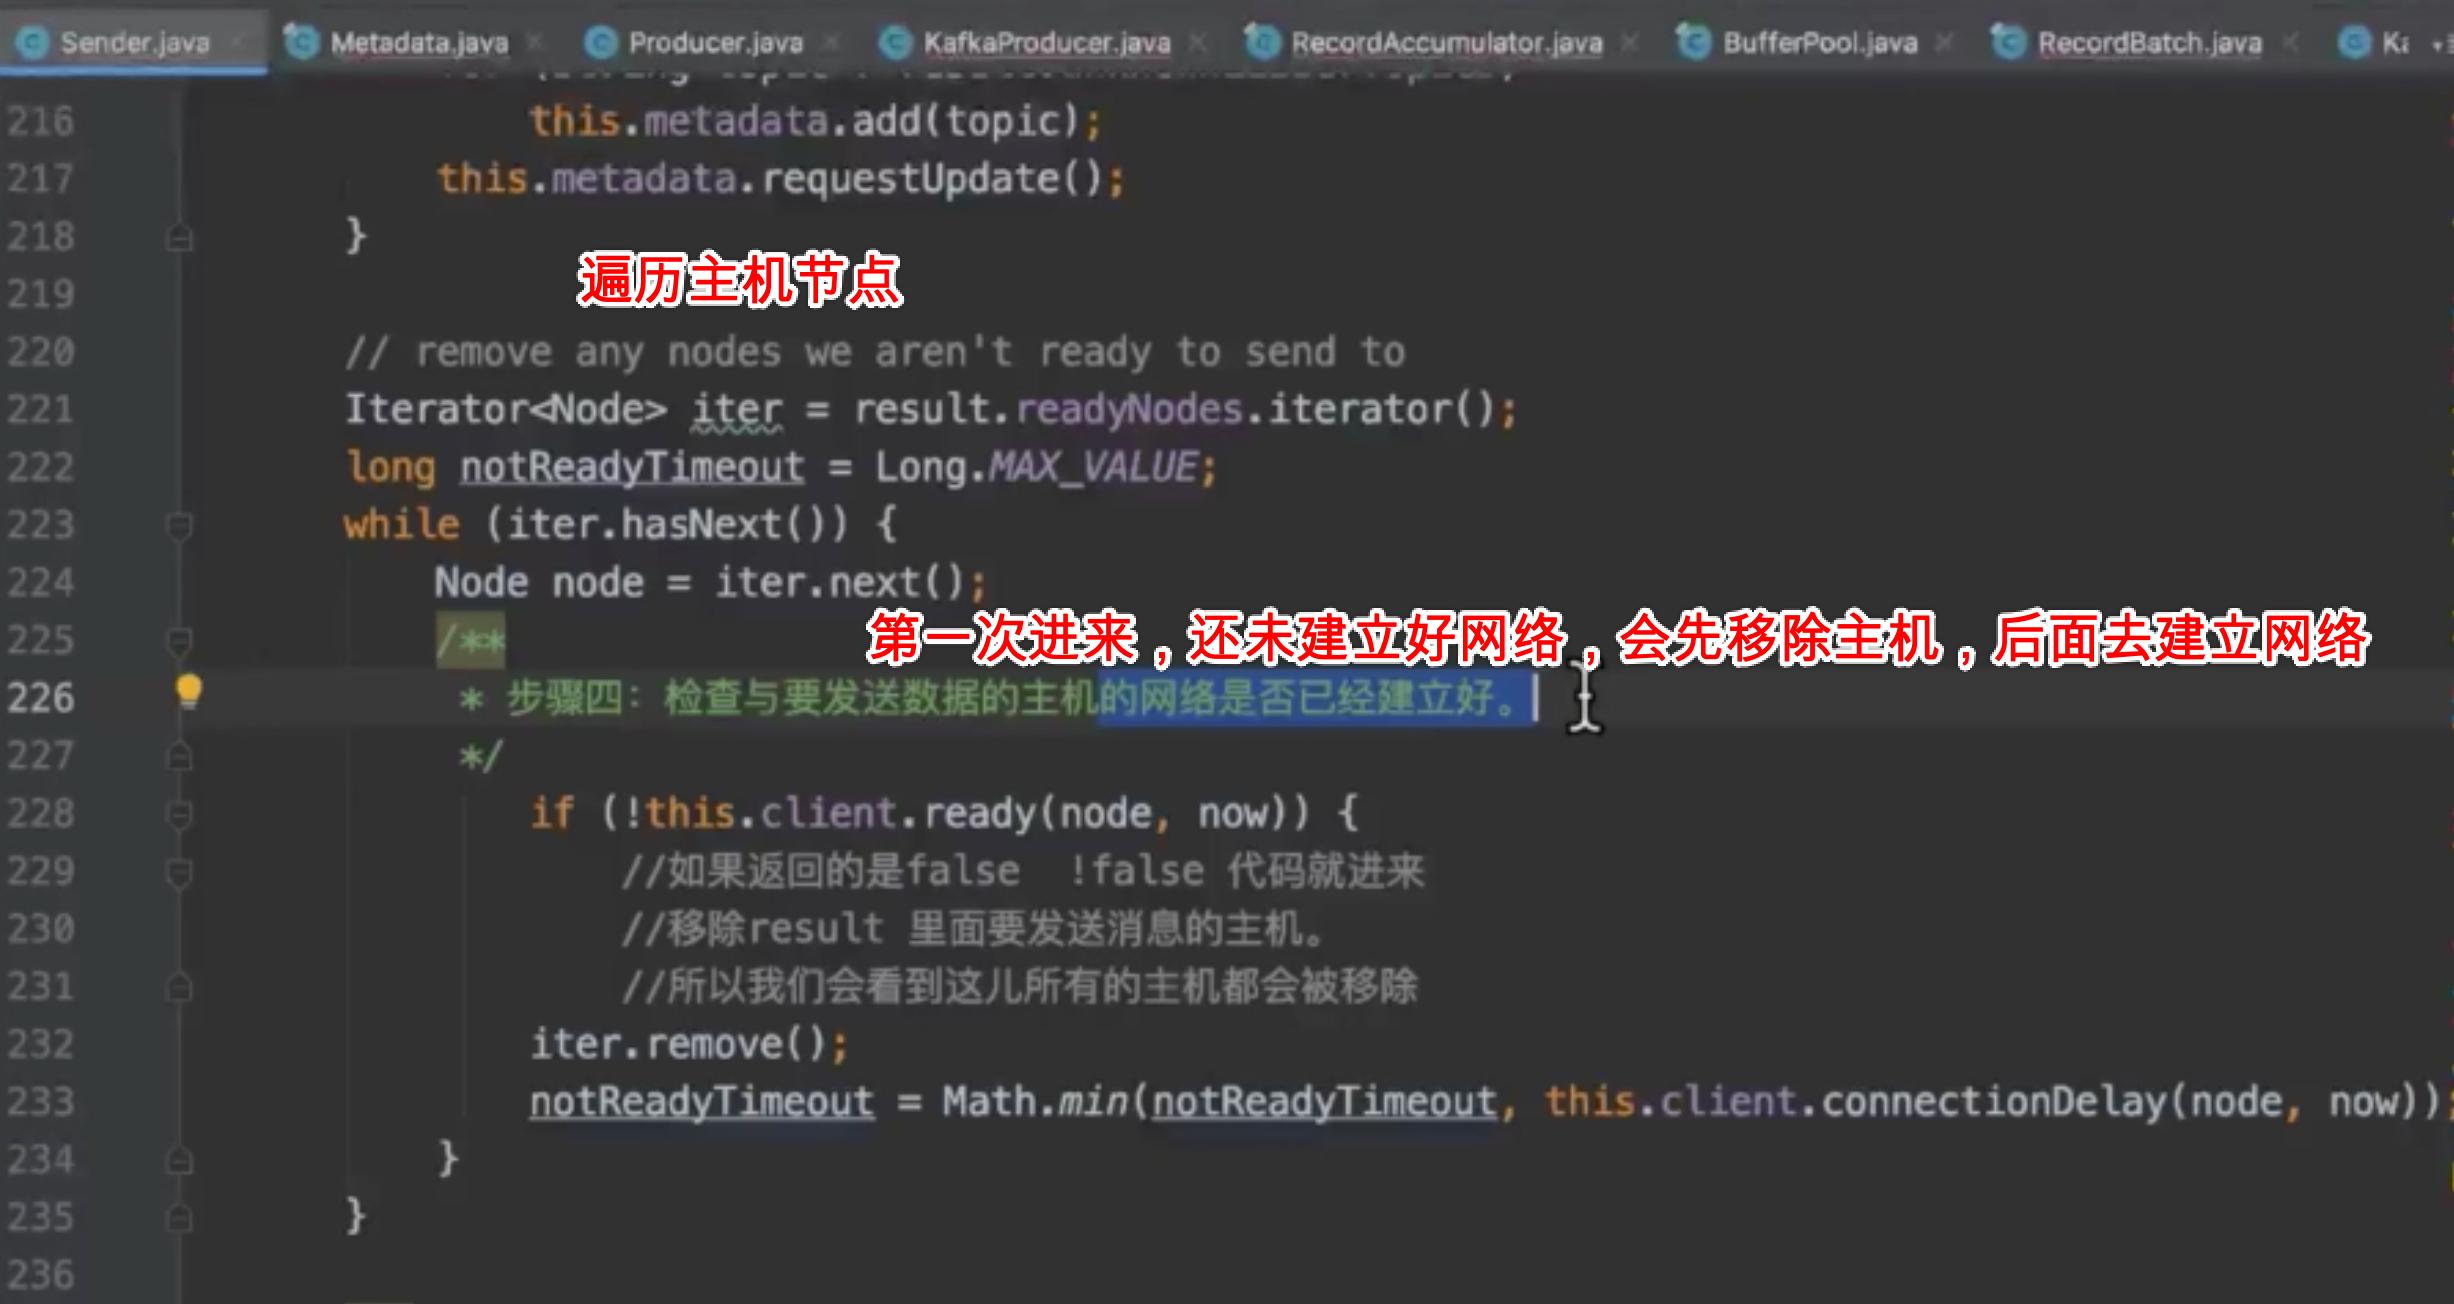 Sender.java Metadata.java Producer.java KafkaProducer.java RecordAccumulator.java BufferPool.java RecordBatch.java
216 this.metadata.add(topic);
217 this.metadata.requestUpdate();
218 }
遍历主机节点
219
220 // remove any nodes we aren't ready to send to
221 Iterator<Node> iter = result.readyNodes.iterator();
222 long notReadyTimeout = Long.MAX_VALUE;
223 while (iter.hasNext()) {
224 Node node = iter.next();
第一次进来，还未建立好网络，会先移除主机，后面去建立网络
225 /**
226 * 步骤四：检查与要发送数据的主机的网络是否已经建立好。
227 */
228 if (!this.client.ready(node, now)) {
229 //如果返回的是false !false 代码就进来
230 //移除result 里面要发送消息的主机。
231 //所以我们会看到这儿所有的主机都会被移除
232 iter.remove();
233 notReadyTimeout = Math.min(notReadyTimeout, this.client.connectionDelay(node, now));
234 }
235 }
236